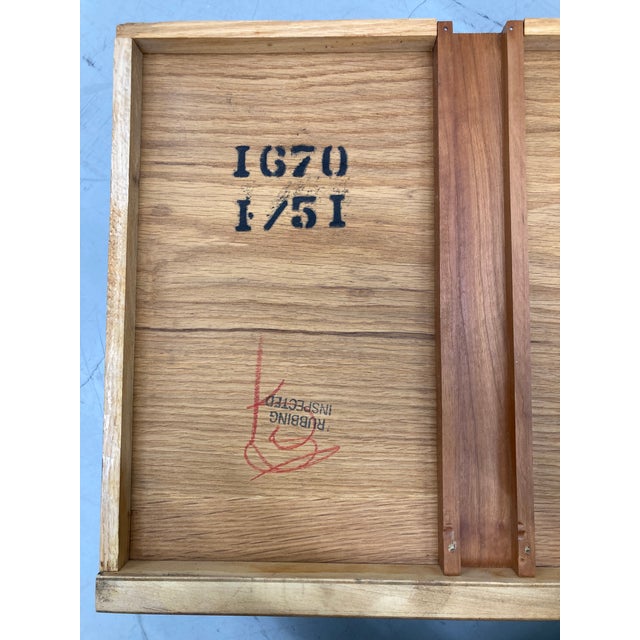 1670
1/51
RUBBING
INSPECTED